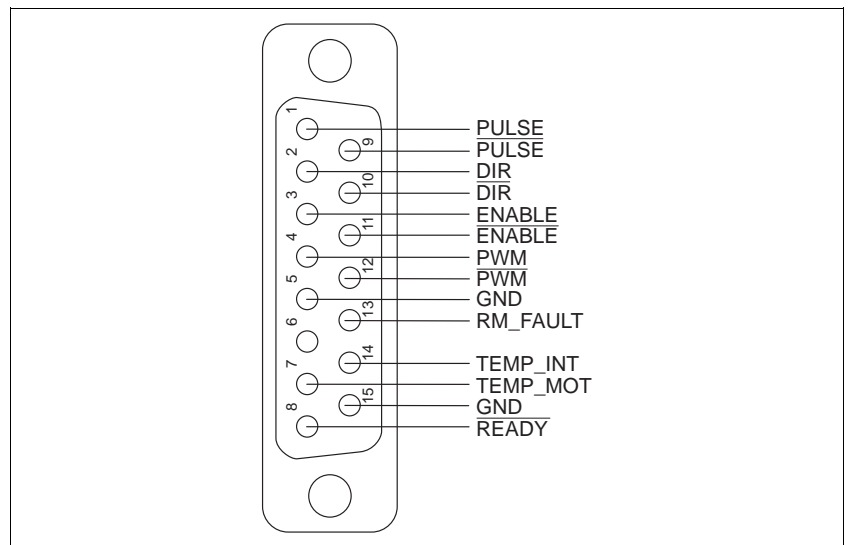 1 PULSE
9 PULSE
2 DIR
10 DIR
3 ENABLE
11 ENABLE
4 PWM
12 PWM
5 GND
13 RM_FAULT
6
14 TEMP_INT
7 TEMP_MOT
15 GND
8 READY